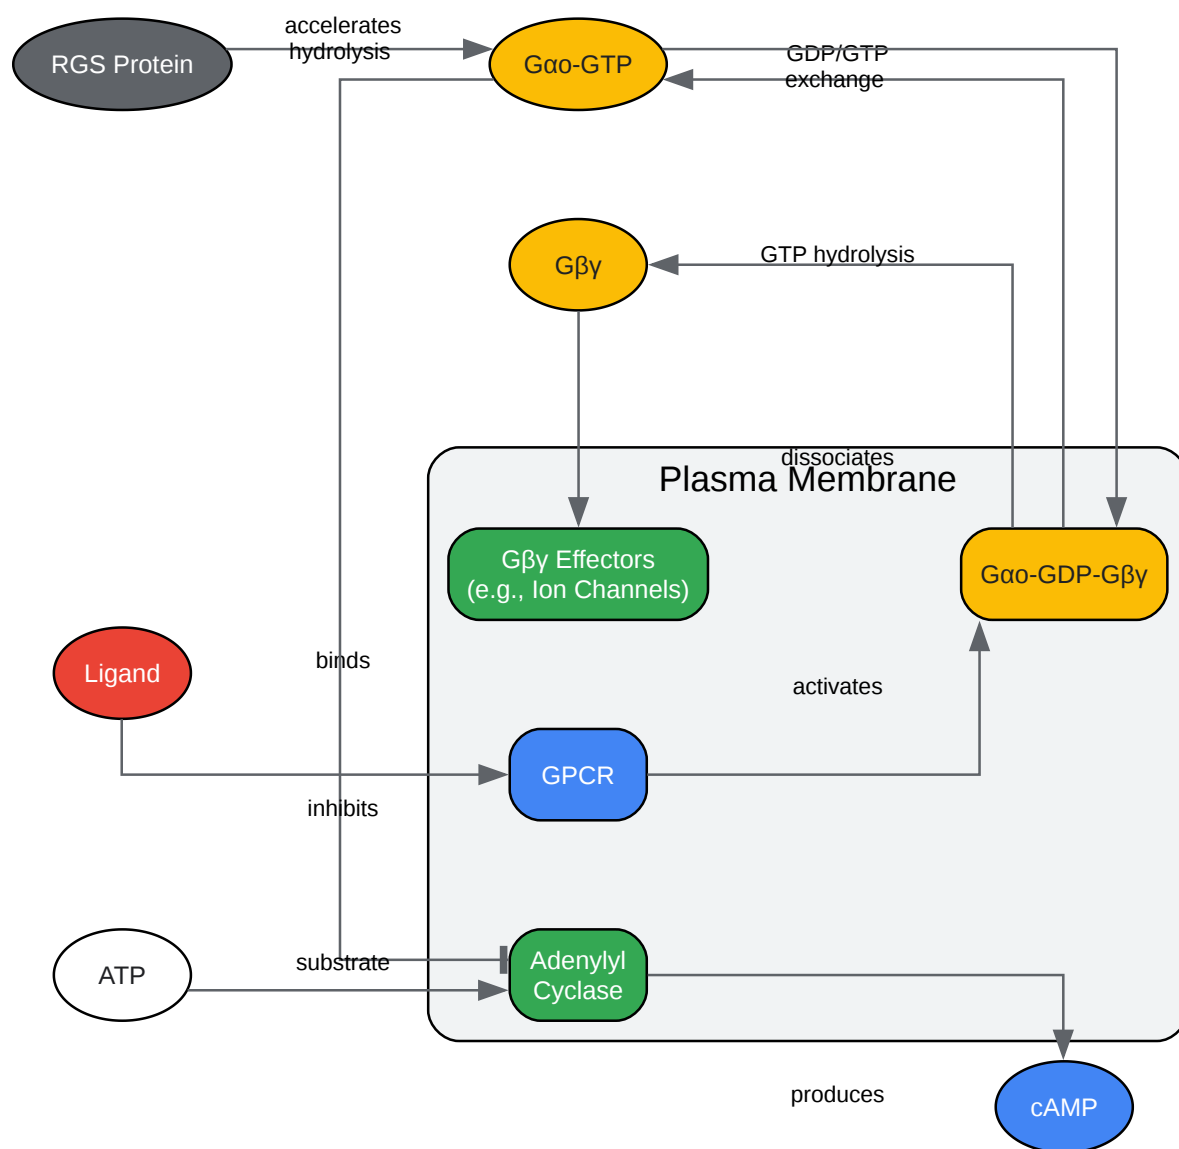 accelerates
hydrolysis
RGS Protein
Gαo-GTP
GDP/GTP
exchange
Gβγ
GTP hydrolysis
dissociates
Plasma Membrane
Gβγ Effectors
(e.g., Ion Channels)
Gαo-GDP-Gβγ
binds
Ligand
activates
GPCR
inhibits
substrate
ATP
Adenylyl
Cyclase
produces
cAMP